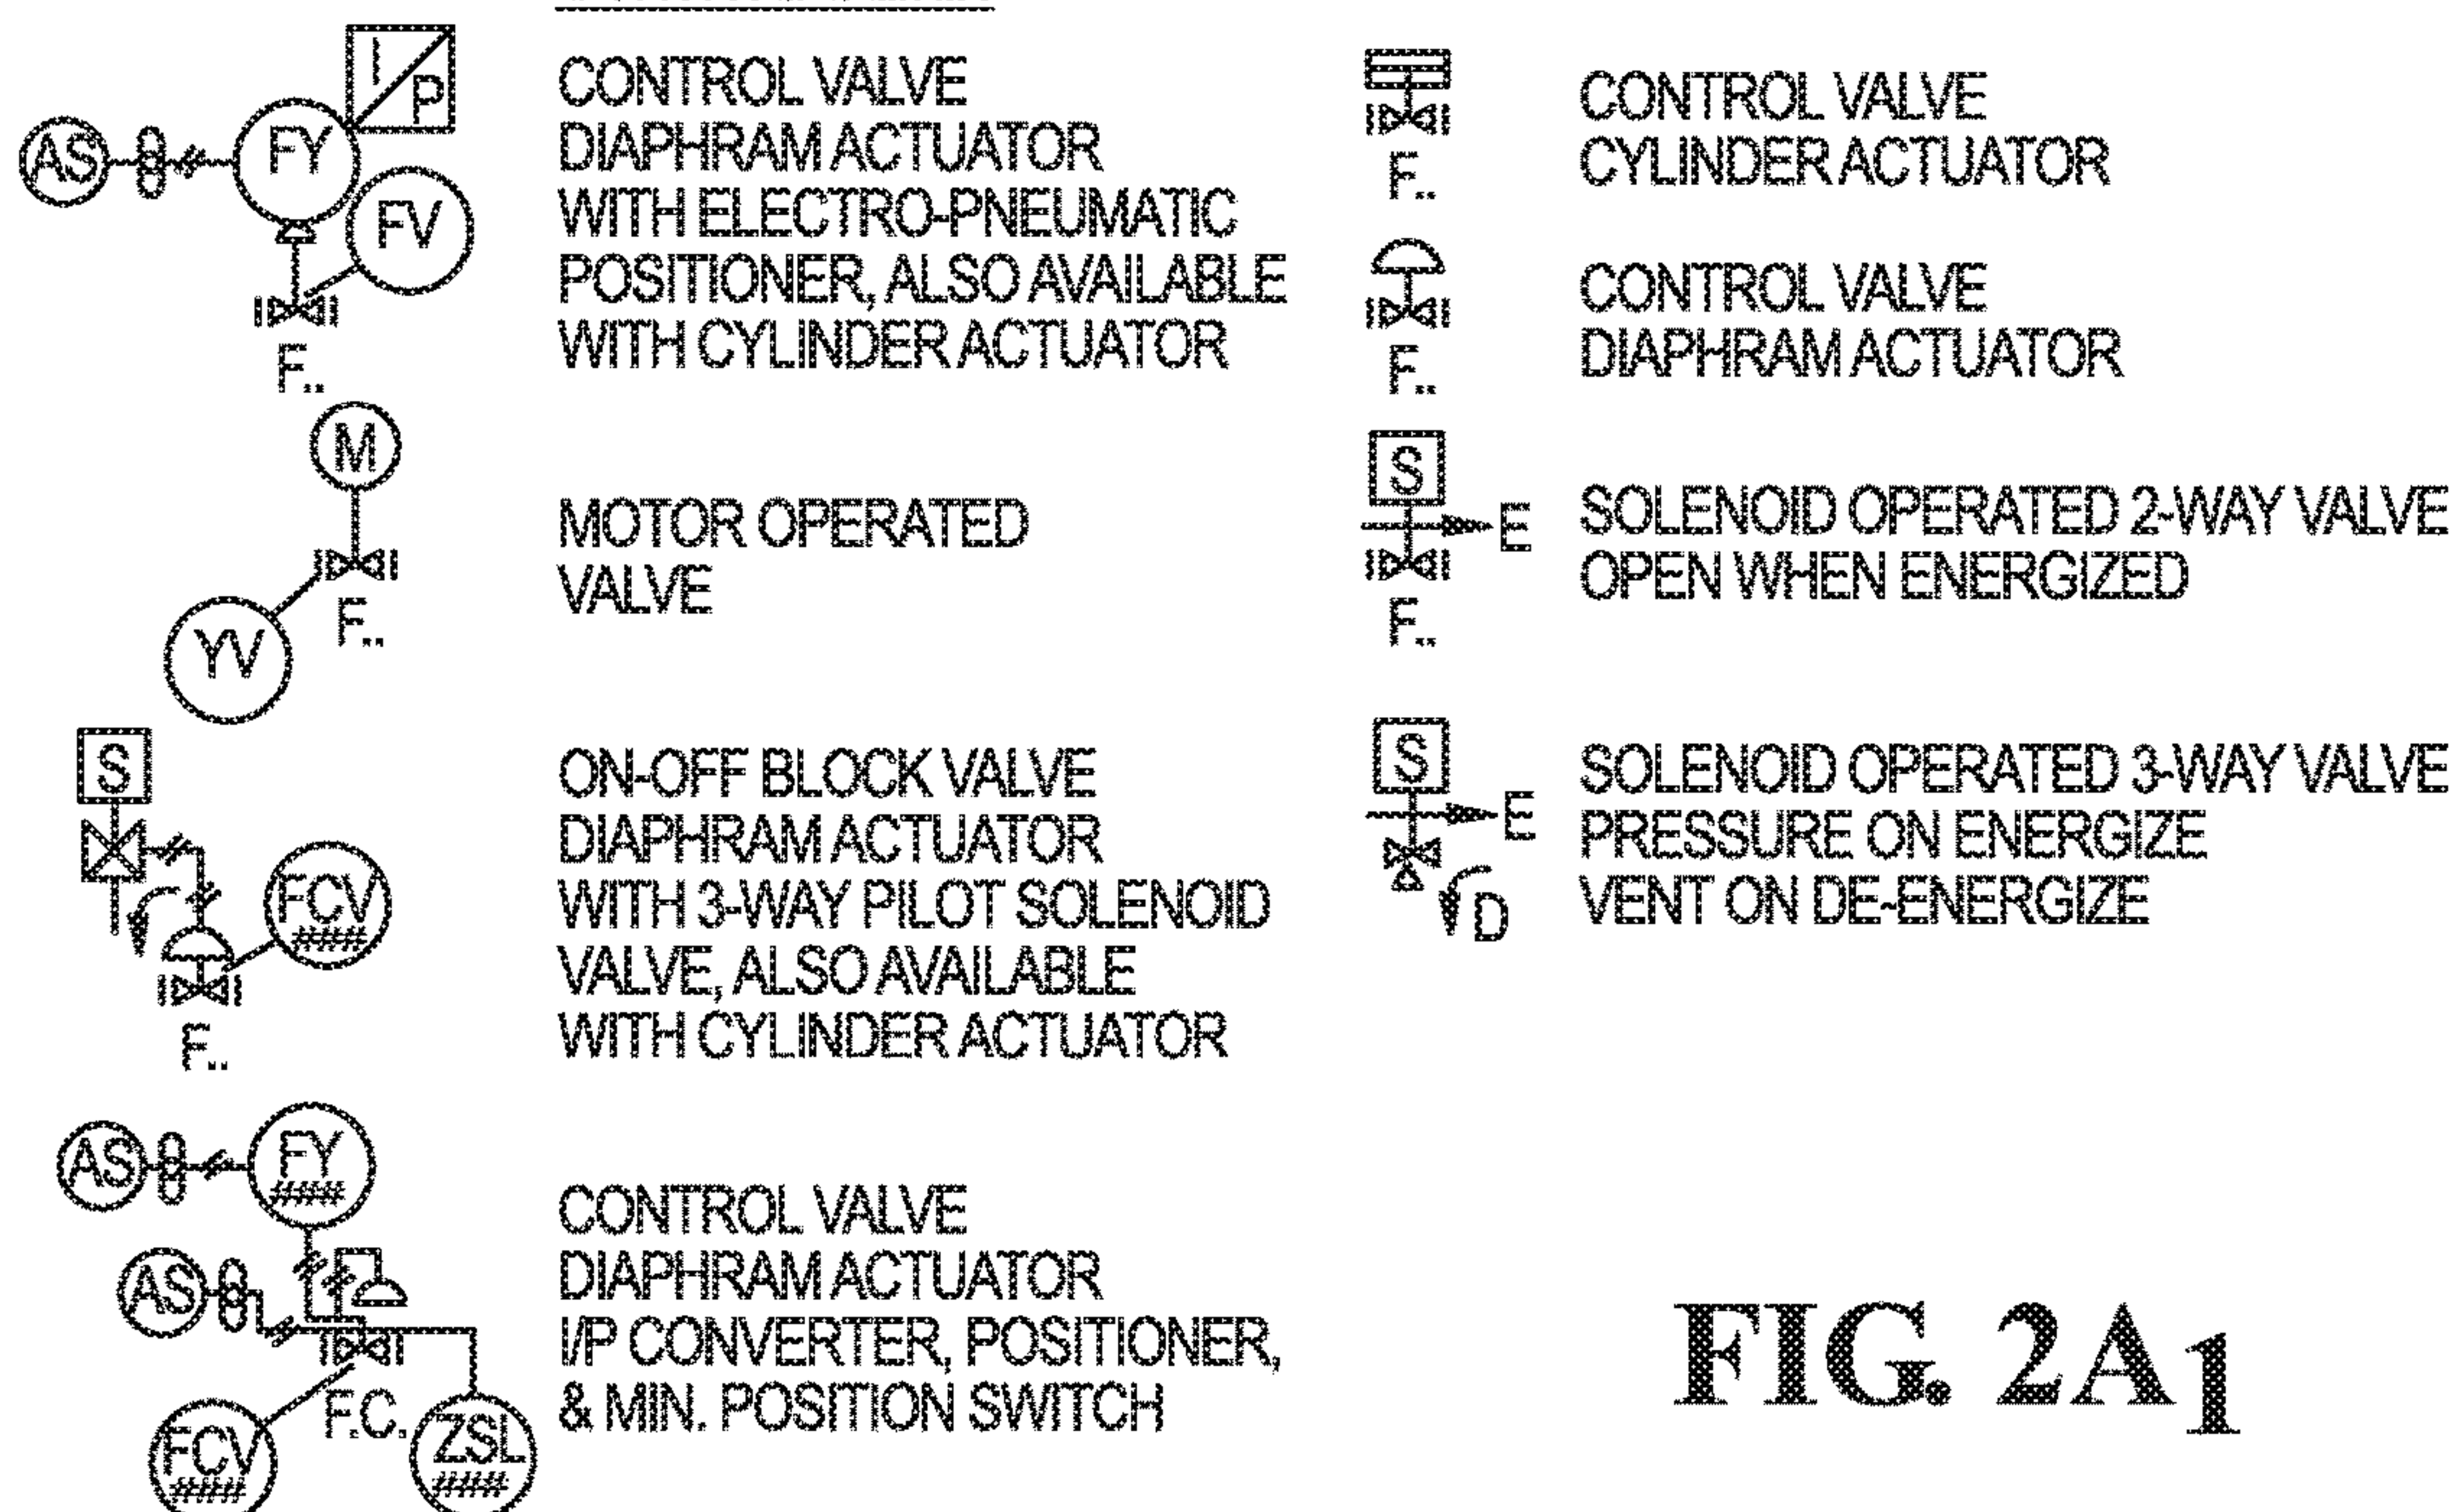 I
P
AS
FY
FV
F..
CONTROL VALVE
DIAPHRAM ACTUATOR
WITH ELECTRO-PNEUMATIC
POSITIONER, ALSO AVAILABLE
WITH CYLINDER ACTUATOR
M
YV
F..
MOTOR OPERATED
VALVE
S
FCV
####
F..
ON-OFF BLOCK VALVE
DIAPHRAM ACTUATOR
WITH 3-WAY PILOT SOLENOID
VALVE, ALSO AVAILABLE
WITH CYLINDER ACTUATOR
AS
FY
####
AS
F.C.
FCV
####
ZSL
####
CONTROL VALVE
DIAPHRAM ACTUATOR
I/P CONVERTER, POSITIONER,
& MIN. POSITION SWITCH
F..
CONTROL VALVE
CYLINDER ACTUATOR
F..
CONTROL VALVE
DIAPHRAM ACTUATOR
S
E
F..
SOLENOID OPERATED 2-WAY VALVE
OPEN WHEN ENERGIZED
S
E
D
SOLENOID OPERATED 3-WAY VALVE
PRESSURE ON ENERGIZE
VENT ON DE-ENERGIZE
FIG. 2A1